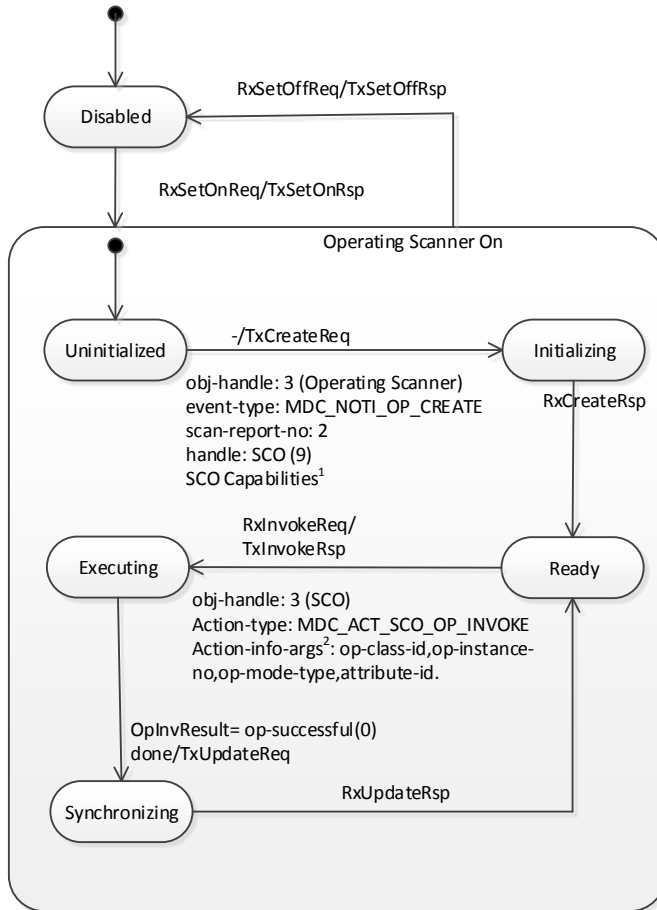 RxSetOffReq/TxSetOffRsp
Disabled
RxSetOnReq/TxSetOnRsp
Operating Scanner On
Uninitialized
-/TxCreateReq
Initializing
obj-handle: 3 (Operating Scanner)
event-type: MDC_NOTI_OP_CREATE
scan-report-no: 2
handle: SCO (9)
SCO Capabilities1
RxCreateRsp
RxInvokeReq/
TxInvokeRsp
Executing
Ready
obj-handle: 3 (SCO)
Action-type: MDC_ACT_SCO_OP_INVOKE
Action-info-args2: op-class-id,op-instance-
no,op-mode-type,attribute-id.
OpInvResult= op-successful(0)
done/TxUpdateReq
Synchronizing
RxUpdateRsp